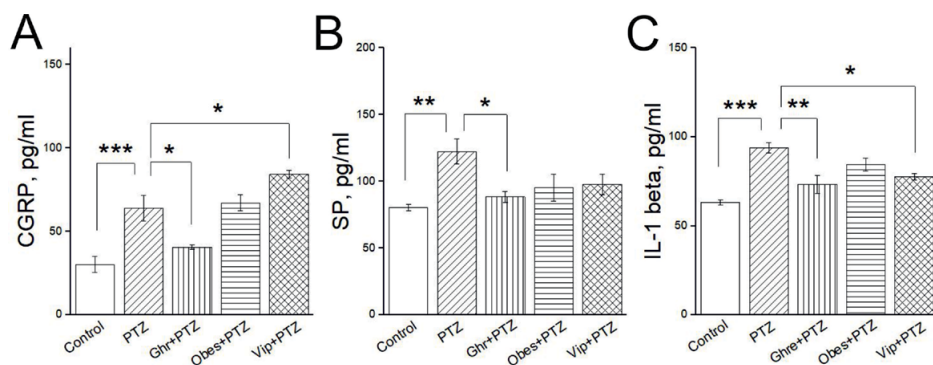 A
CGRP, pg/ml
150
100
50
0
***
*
*
Control
PTZ
Ghr+PTZ
Obes+PTZ
Vip+PTZ
B
SP, pg/ml
200
150
100
50
0
**
*
Control
PTZ
Ghr+PTZ
Obes+PTZ
Vip+PTZ
C
IL-1 beta, pg/ml
150
100
50
0
***
**
*
Control
PTZ
Ghre+PTZ
Obes+PTZ
Vip+PTZ